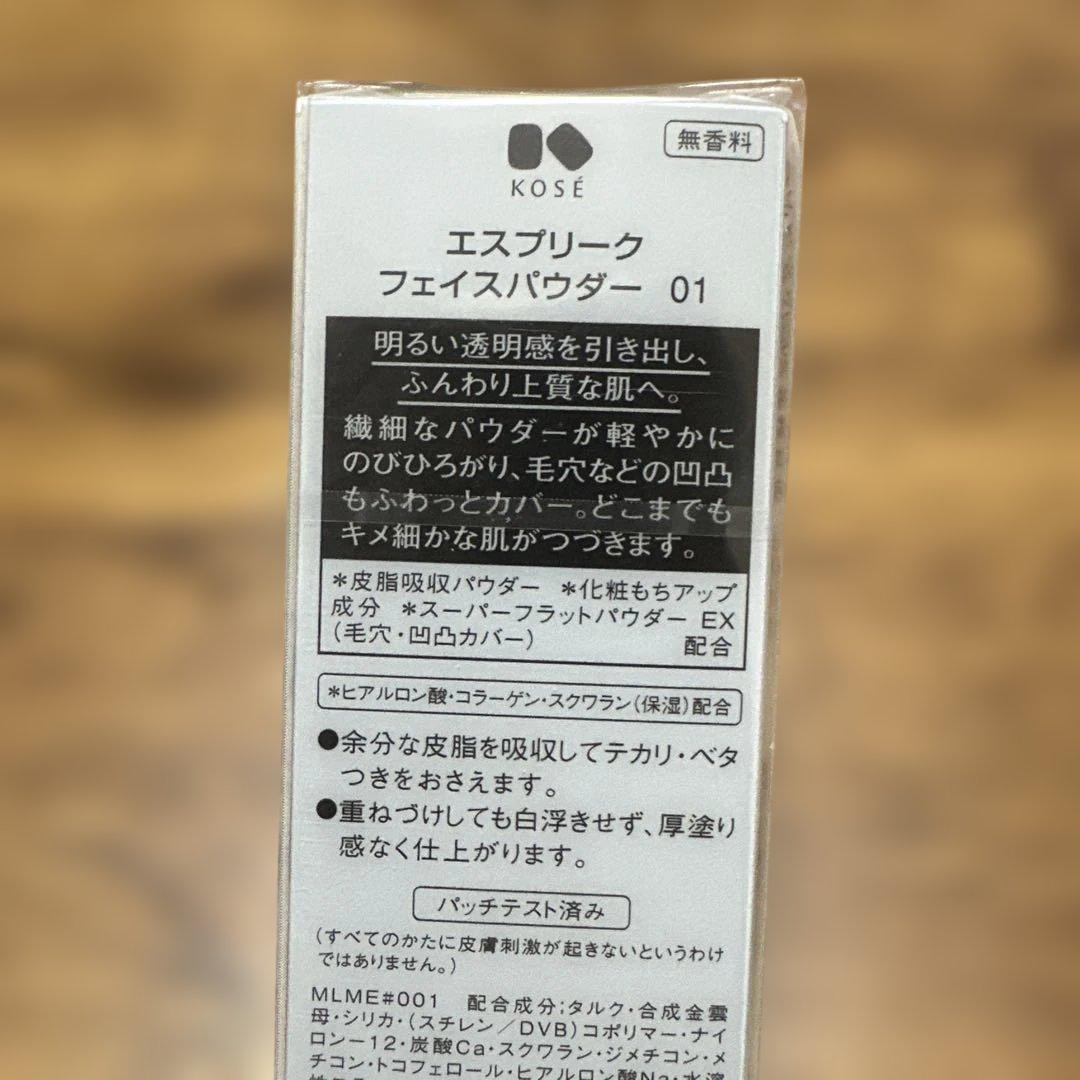 無香料
KOSÉ
エスプリーク
フェイスパウダー 01
明るい透明感を引き出し、
ふんわり上質な肌へ。
繊細なパウダーが軽やかに
のびひろがり、毛穴などの凹凸
もふわっとカバー。どこまでも
キメ細かな肌がつづきます。
*皮脂吸収パウダー *化粧もちアップ
成分 *スーパーフラットパウダー EX
(毛穴・凹凸カバー) 配合
*ヒアルロン酸・コラーゲン・スクワラン(保湿)配合
●余分な皮脂を吸収してテカリ・ベタ
つきをおさえます。
●重ねづけしても白浮きせず、厚塗り
感なく仕上がります。
パッチテスト済み
(すべてのかたに皮膚刺激が起きないというわけ
ではありません。)
MLME#001 配合成分;タルク・合成金雲
母・シリカ・(スチレン/DVB)コポリマー・ナイ
ロン-12・炭酸Ca・スクワラン・ジメチコン・メ
チコン・トコフェロール・ヒアルロン酸Na・水溶